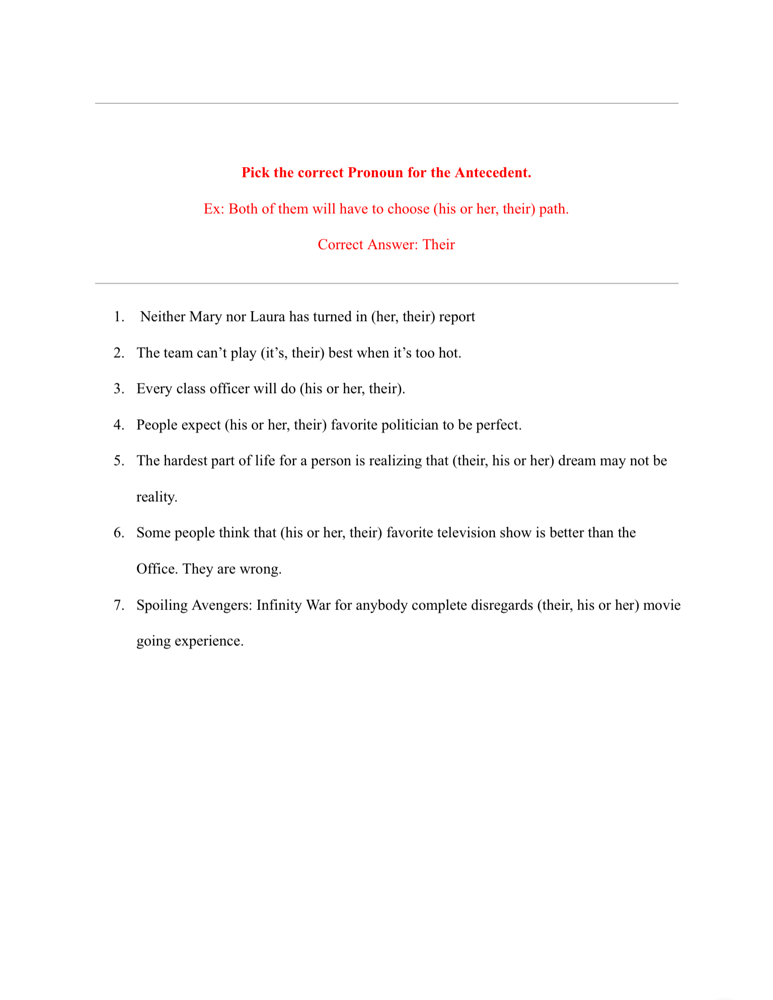 Pick the correct Pronoun for the Antecedent.
Ex: Both of them will have to choose (his or her, their) path.
Correct Answer: Their
1. Neither Mary nor Laura has turned in (her, their) report
2. The team can’t play (it’s, their) best when it’s too hot.
3. Every class officer will do (his or her, their).
4. People expect (his or her, their) favorite politician to be perfect.
5. The hardest part of life for a person is realizing that (their, his or her) dream may not be
reality.
6. Some people think that (his or her, their) favorite television show is better than the
Office. They are wrong.
7. Spoiling Avengers: Infinity War for anybody complete disregards (their, his or her) movie
going experience.